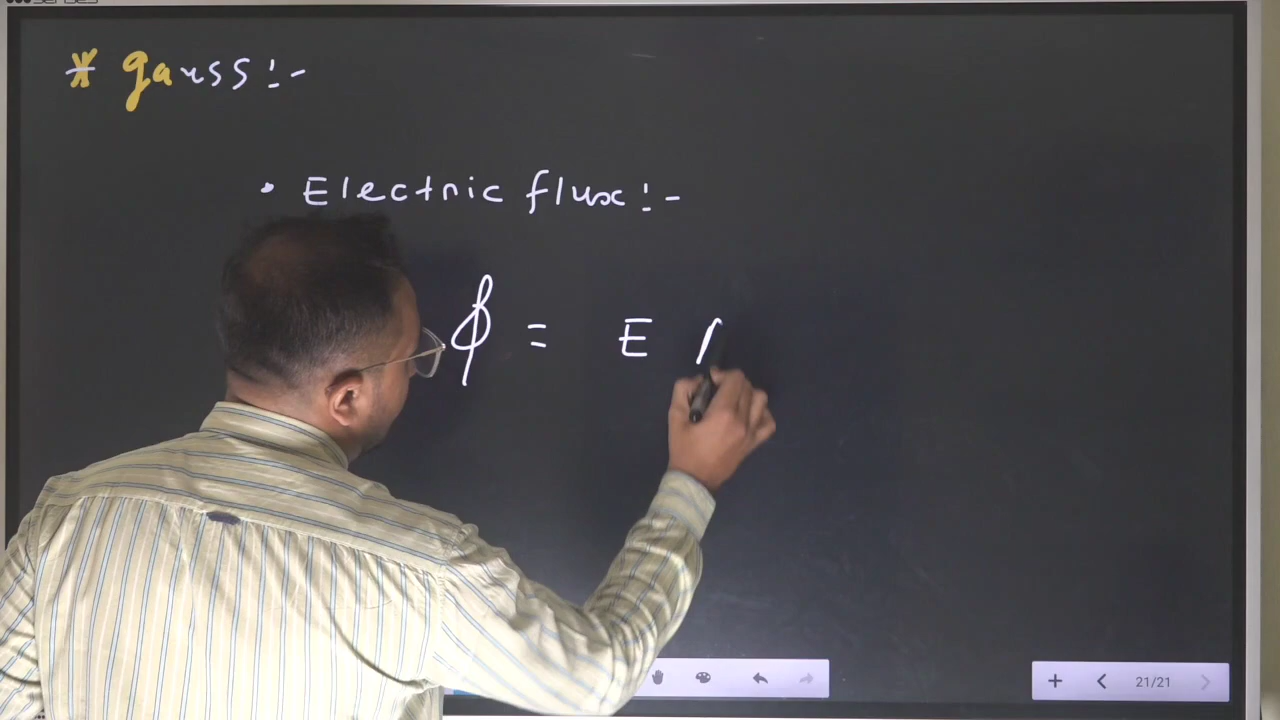 * gauss:-
• Electric flux:-
ϕ = E
21/21